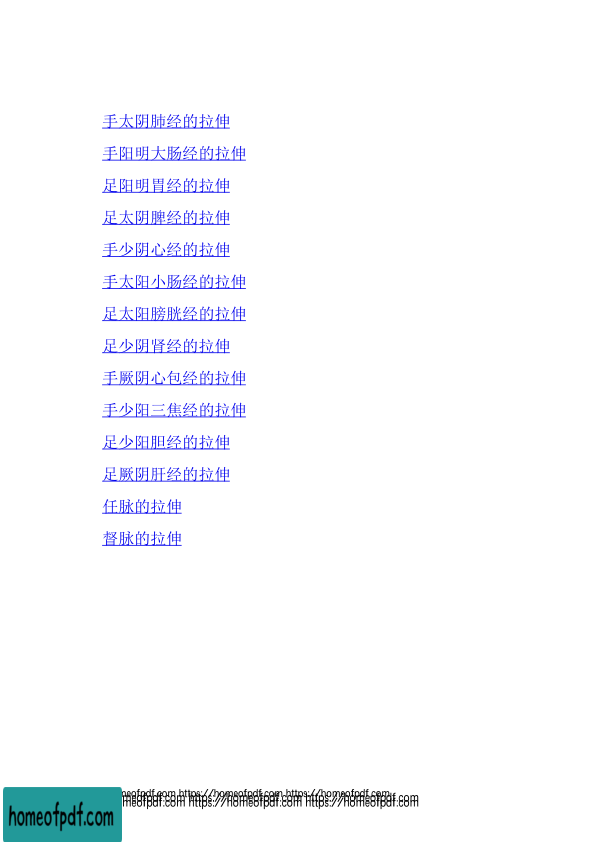 手太阴肺经的拉伸
手阳明大肠经的拉伸
足阳明胃经的拉伸
足太阴脾经的拉伸
手少阴心经的拉伸
手太阳小肠经的拉伸
足太阳膀胱经的拉伸
足少阴肾经的拉伸
手厥阴心包经的拉伸
手少阳三焦经的拉伸
足少阳胆经的拉伸
足厥阴肝经的拉伸
任脉的拉伸
督脉的拉伸
https://homeofpdf.com https://homeofpdf.com
https://homeofpdf.com https://homeofpdf.com
homeofpdf.com